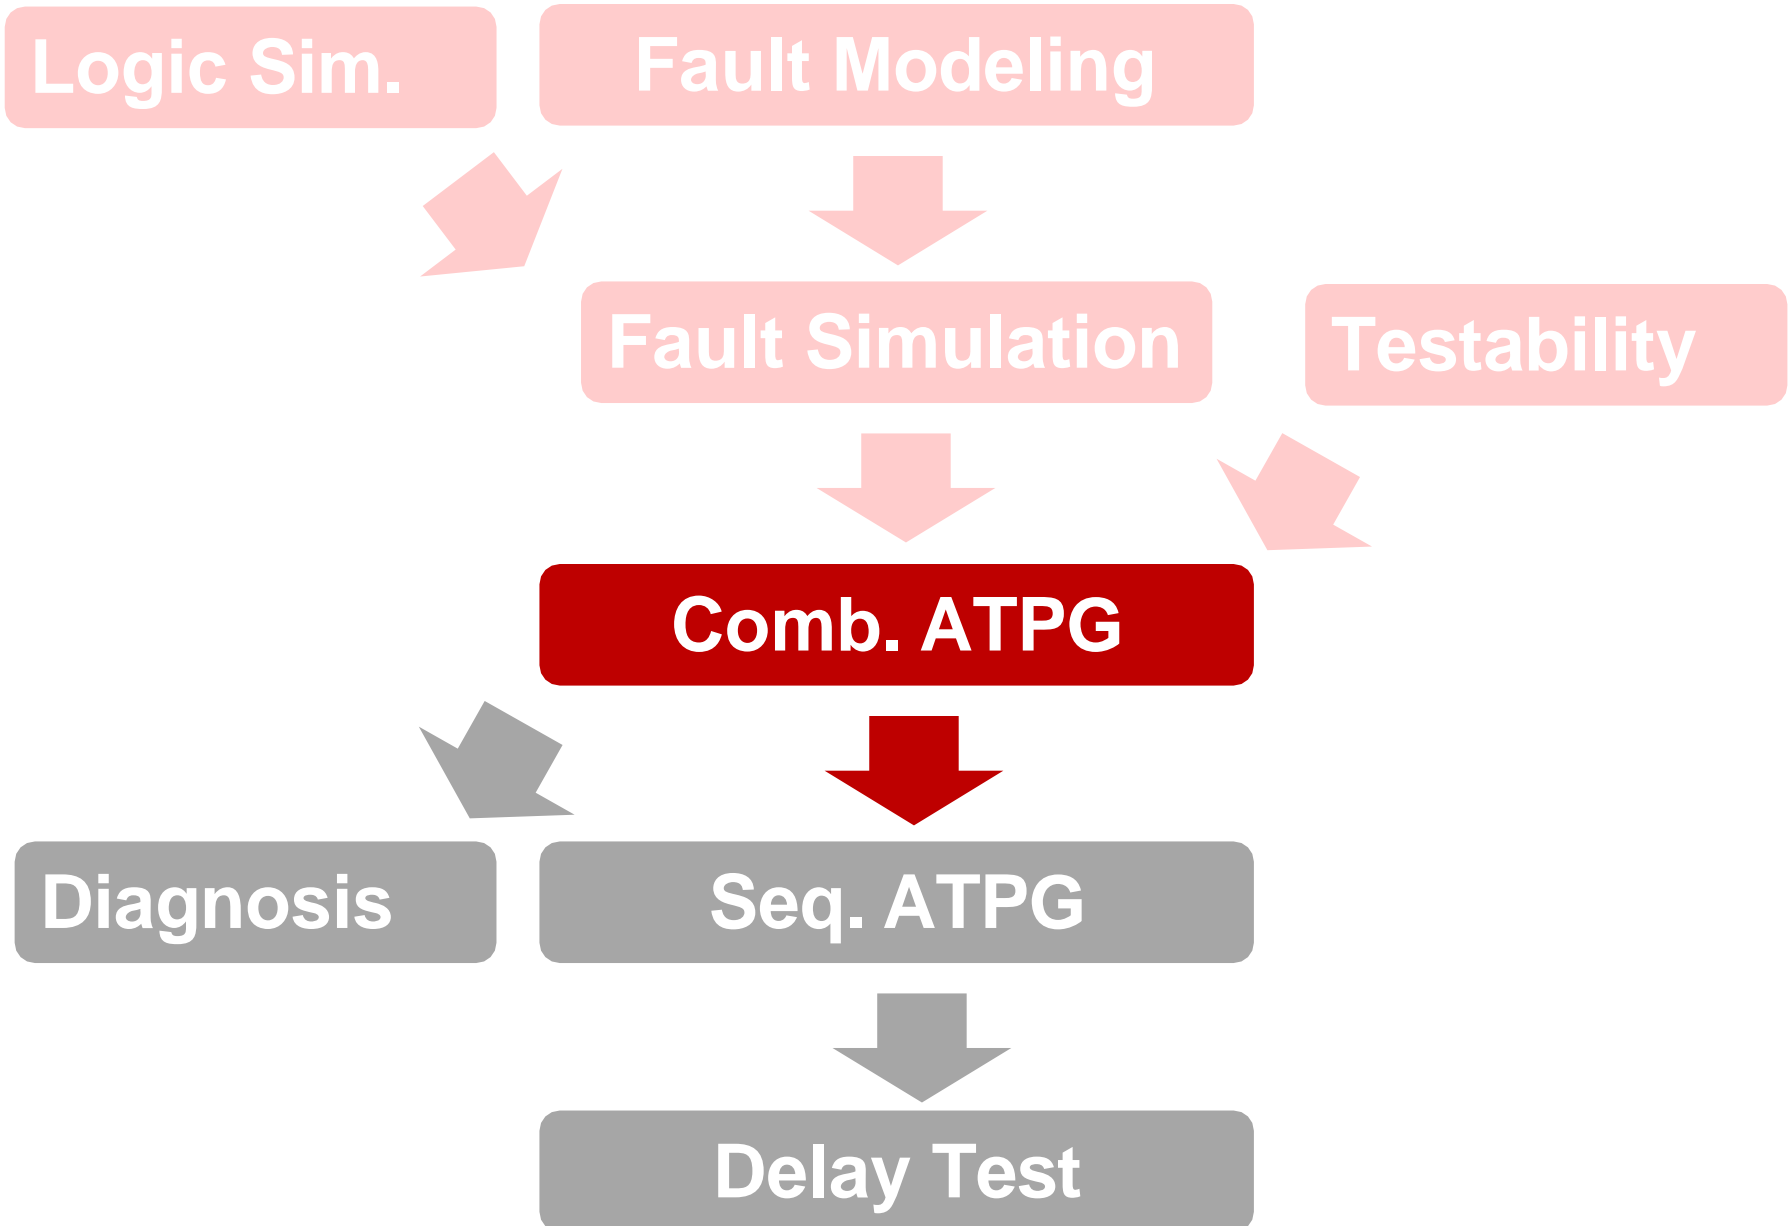 Logic Sim.
Fault Modeling
Fault Simulation
Testability
Comb. ATPG
Diagnosis
Seq. ATPG
Delay Test